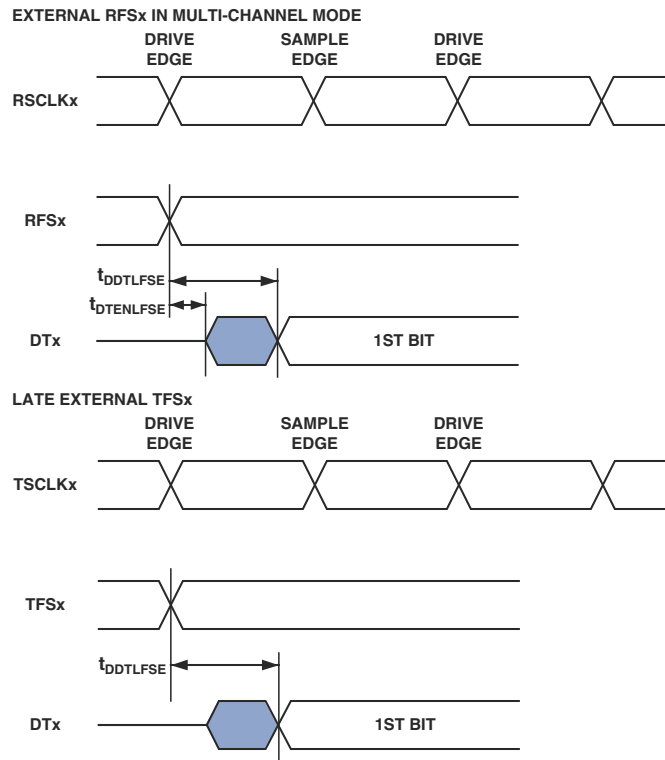 EXTERNAL RFSx IN MULTI-CHANNEL MODE
DRIVE EDGE
SAMPLE EDGE
DRIVE EDGE
RSCLKx
RFSx
tDDTLFSE
tDTENLFSE
DTx
1ST BIT
LATE EXTERNAL TFSx
DRIVE EDGE
SAMPLE EDGE
DRIVE EDGE
TSCLKx
TFSx
tDDTLFSE
DTx
1ST BIT